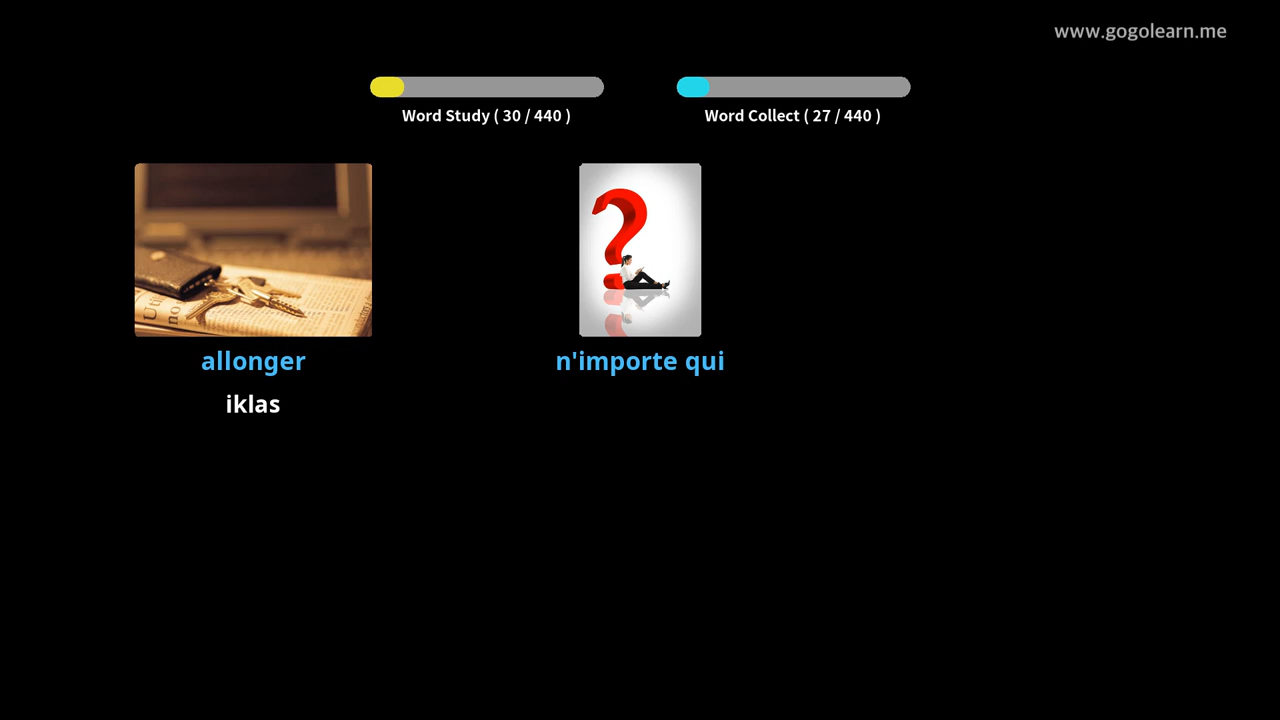 www.gogolearn.me
Word Study ( 30 / 440 )
Word Collect ( 27 / 440 )
allonger
iklas
n'importe qui